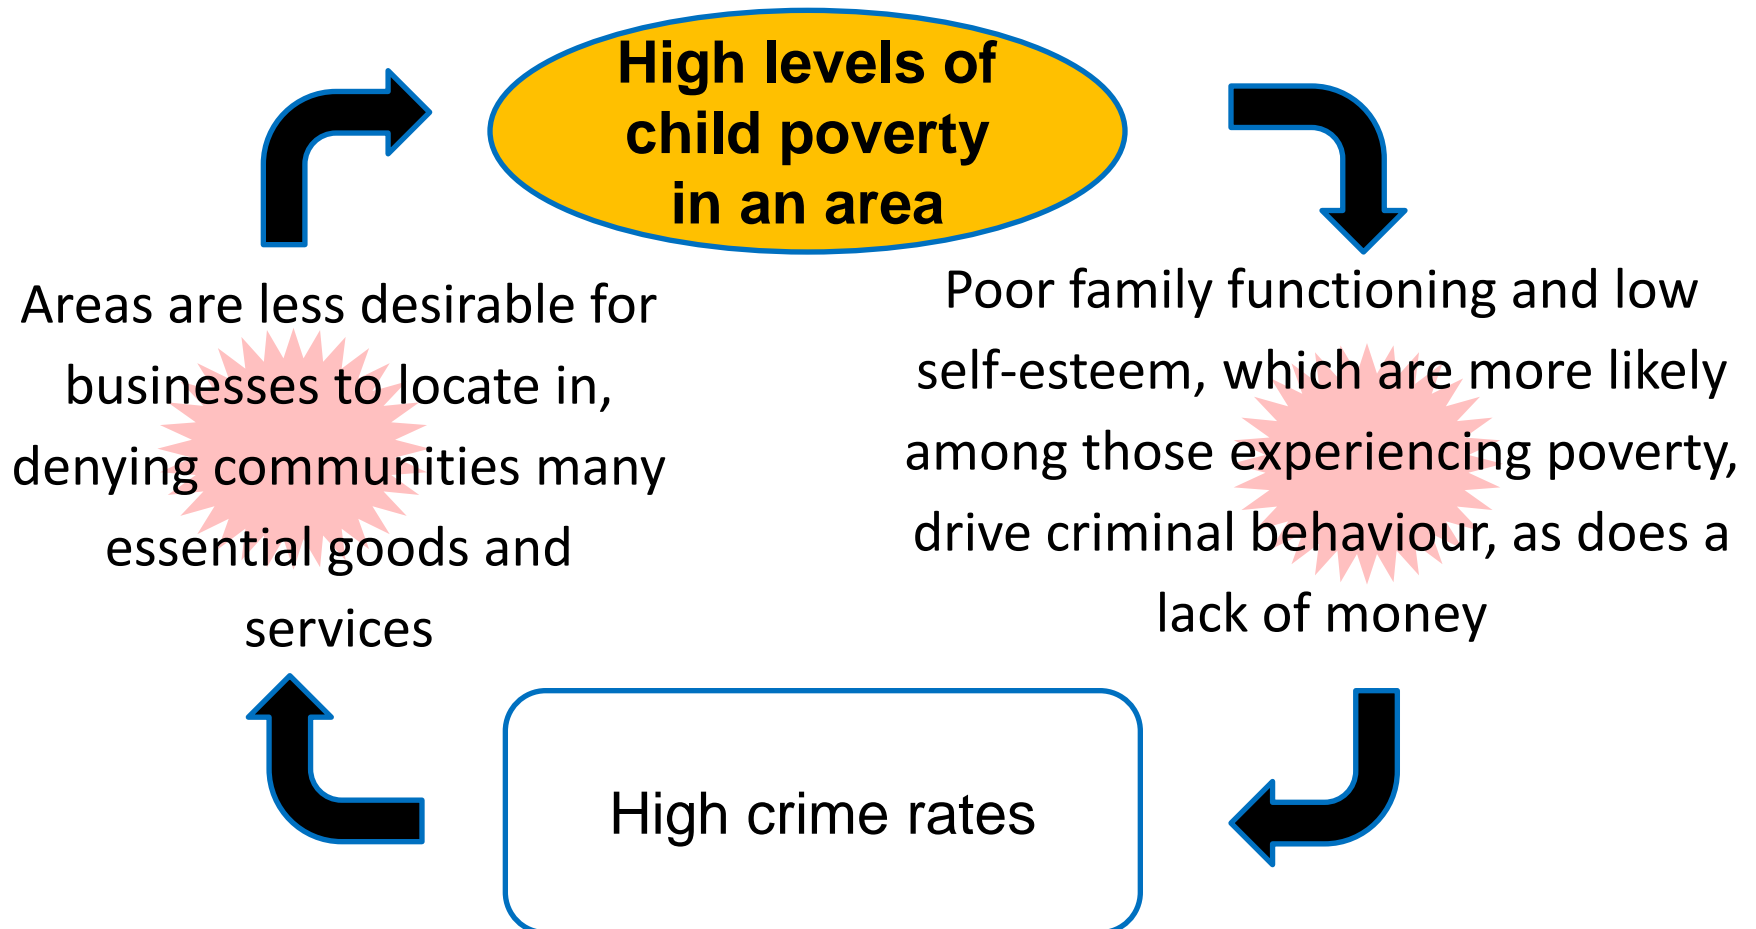 High levels of
child poverty
in an area
Poor family functioning and low
self-esteem, which are more likely
among those experiencing poverty,
drive criminal behaviour, as does a
lack of money
High crime rates
Areas are less desirable for
businesses to locate in,
denying communities many
essential goods and
services